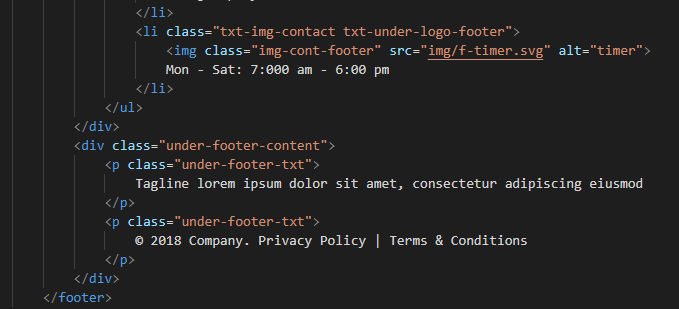 </li>
<li class="txt-img-contact txt-under-logo-footer">
<img class="img-cont-footer" src="img/f-timer.svg" alt="timer">
Mon - Sat: 7:000 am - 6:00 pm
</li>
</ul>
</div>
<div class="under-footer-content">
<p class="under-footer-txt">
Tagline lorem ipsum dolor sit amet, consectetur adipiscing eiusmod
</p>
<p class="under-footer-txt">
© 2018 Company. Privacy Policy | Terms & Conditions
</p>
</div>
</footer>